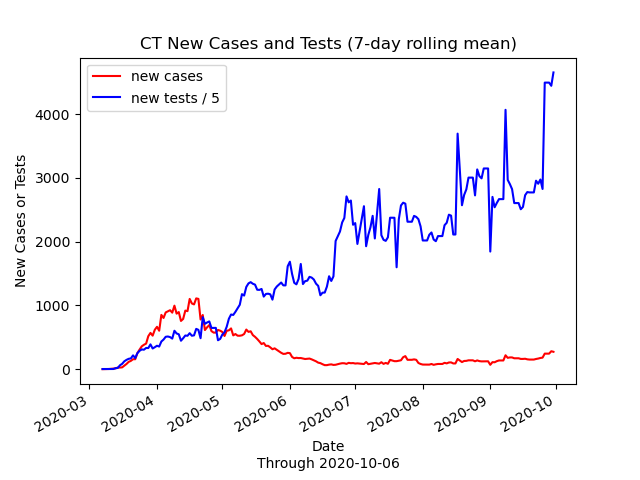 CT New Cases and Tests (7-day rolling mean)
new cases
new tests / 5
New Cases or Tests
4000
3000
2000
1000
0
2020-03
2020-04
2020-05
2020-06
2020-07
2020-08
2020-09
2020-10
Date
Through 2020-10-06